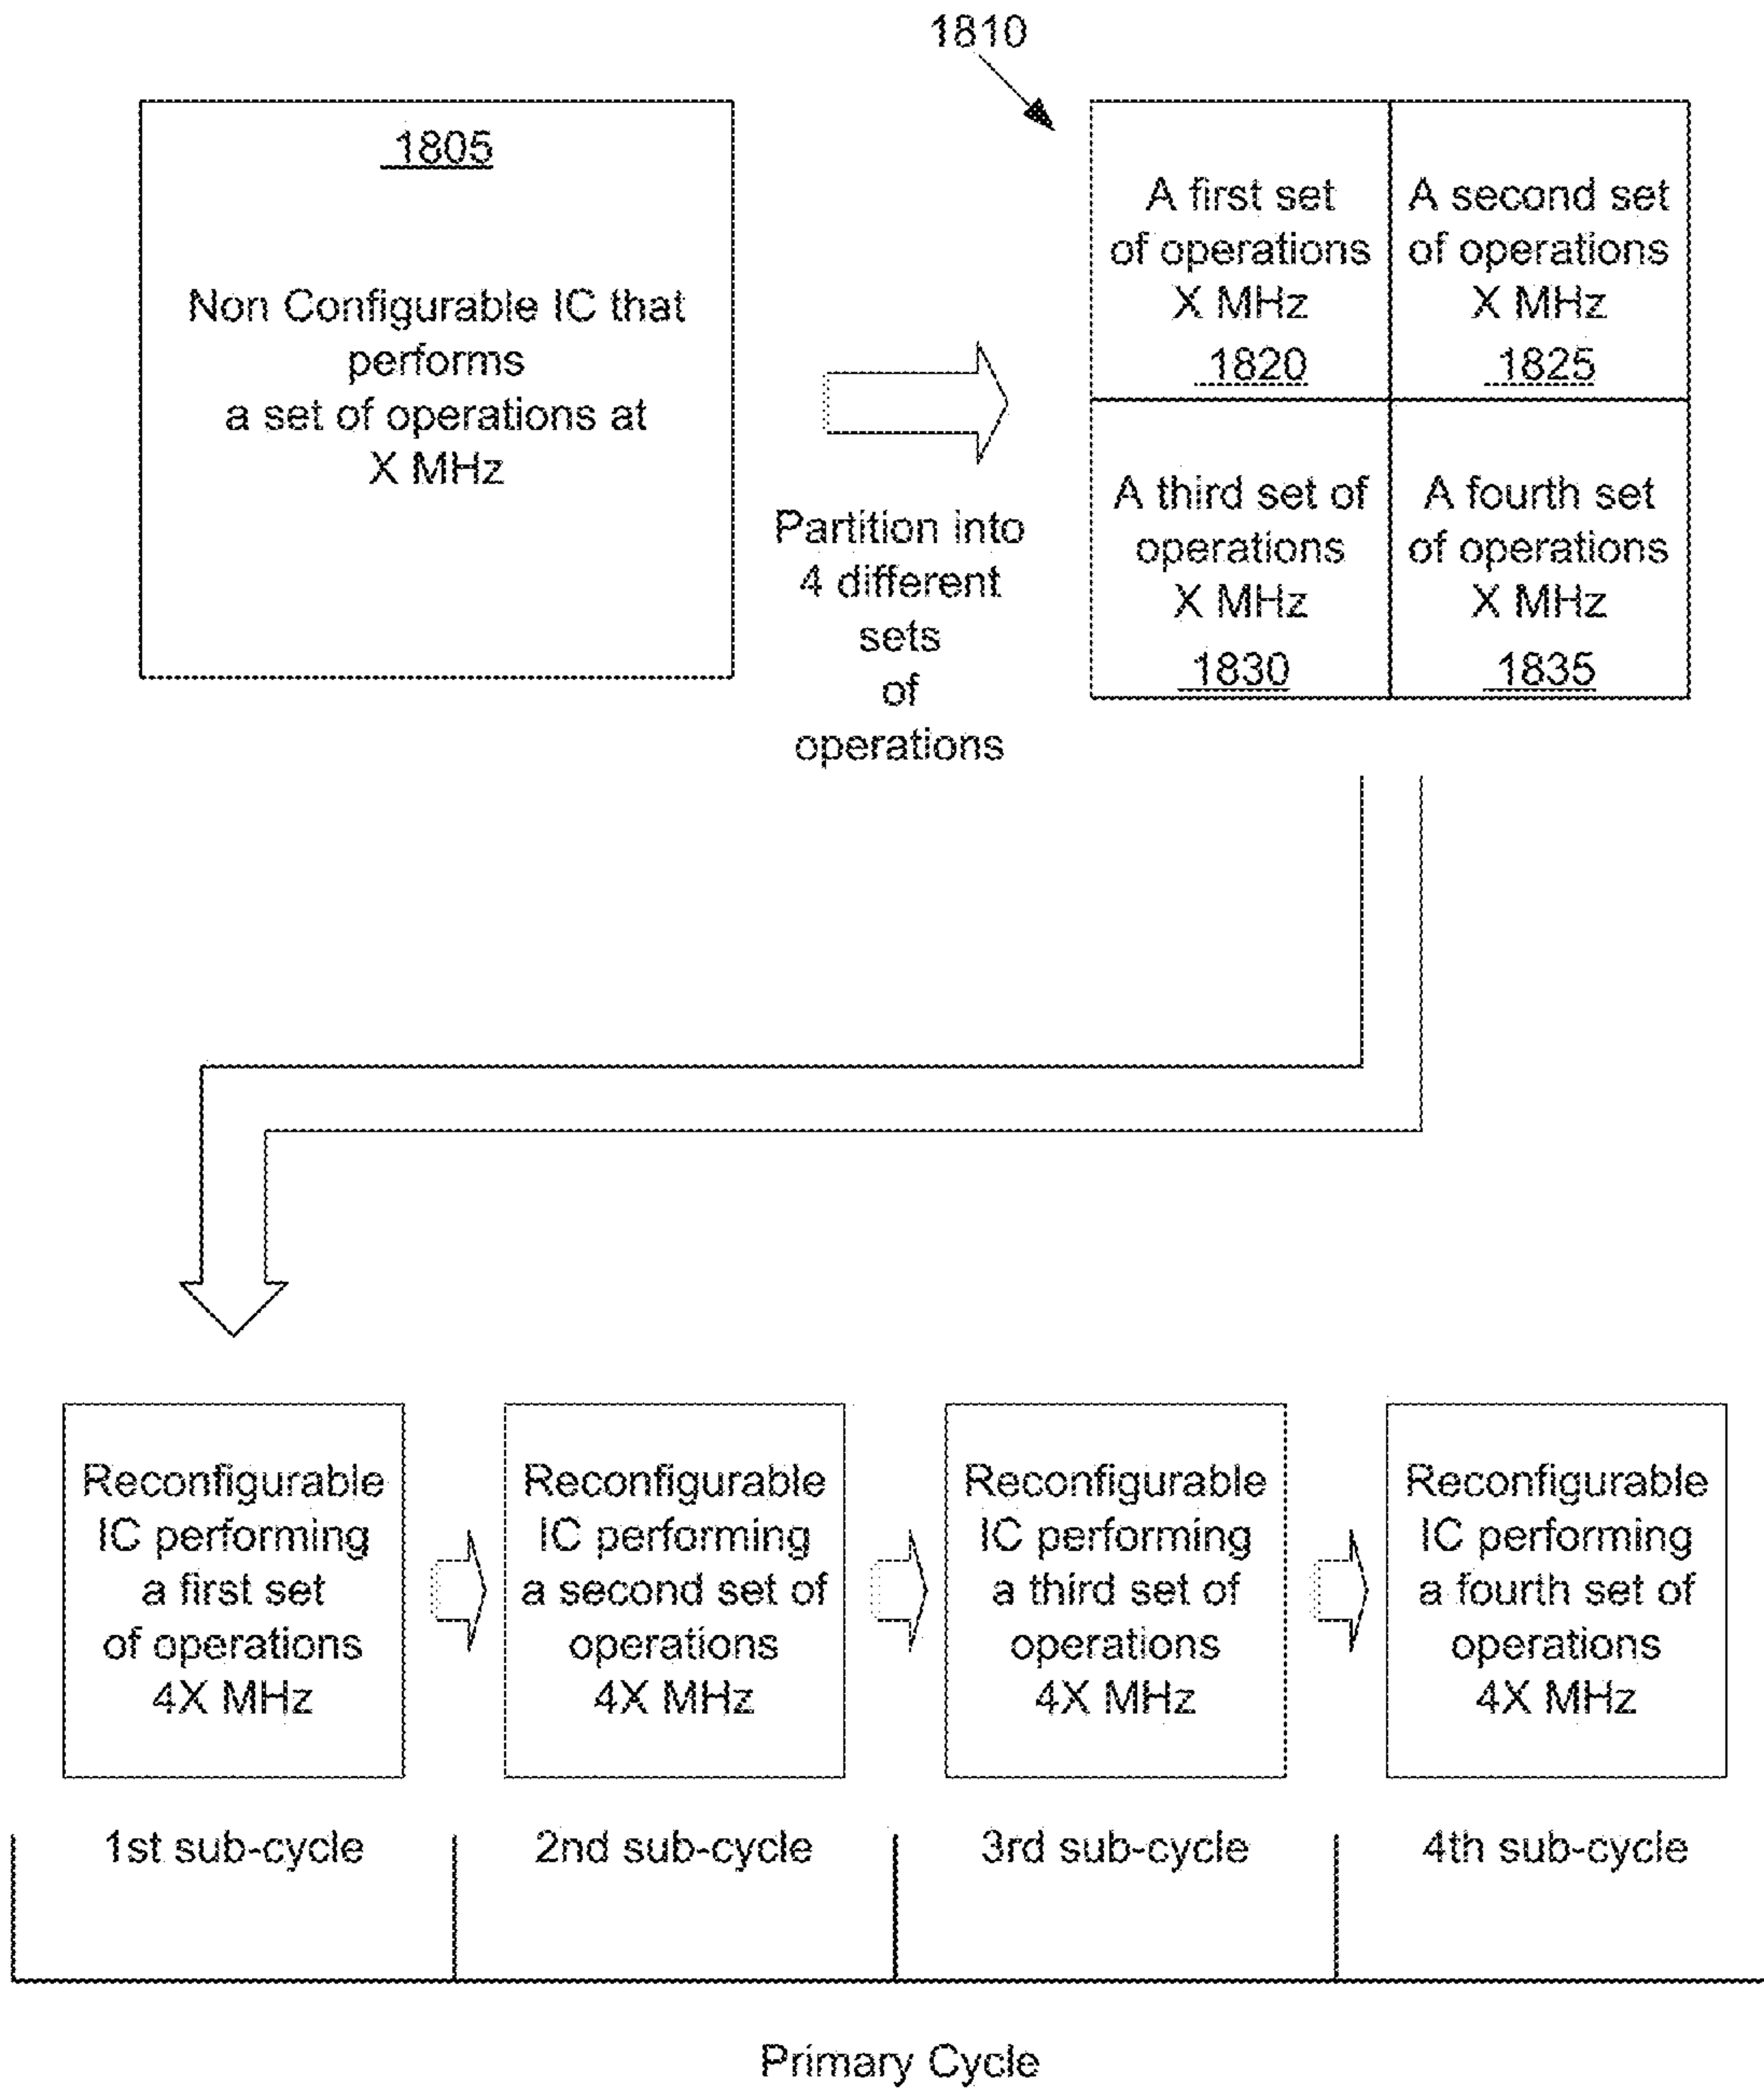 1810
1805
Non Configurable IC that
performs
a set of operations at
X MHz
Partition into
4 different
sets
of
operations
A first set
of operations
X MHz
1820
A second set
of operations
X MHz
1825
A third set of
operations
X MHz
1830
A fourth set
of operations
X MHz
1835
Reconfigurable
IC performing
a first set
of operations
4X MHz
Reconfigurable
IC performing
a second set of
operations
4X MHz
Reconfigurable
IC performing
a third set of
operations
4X MHz
Reconfigurable
IC performing
a fourth set of
operations
4X MHz
1st sub-cycle
2nd sub-cycle
3rd sub-cycle
4th sub-cycle
Primary Cycle